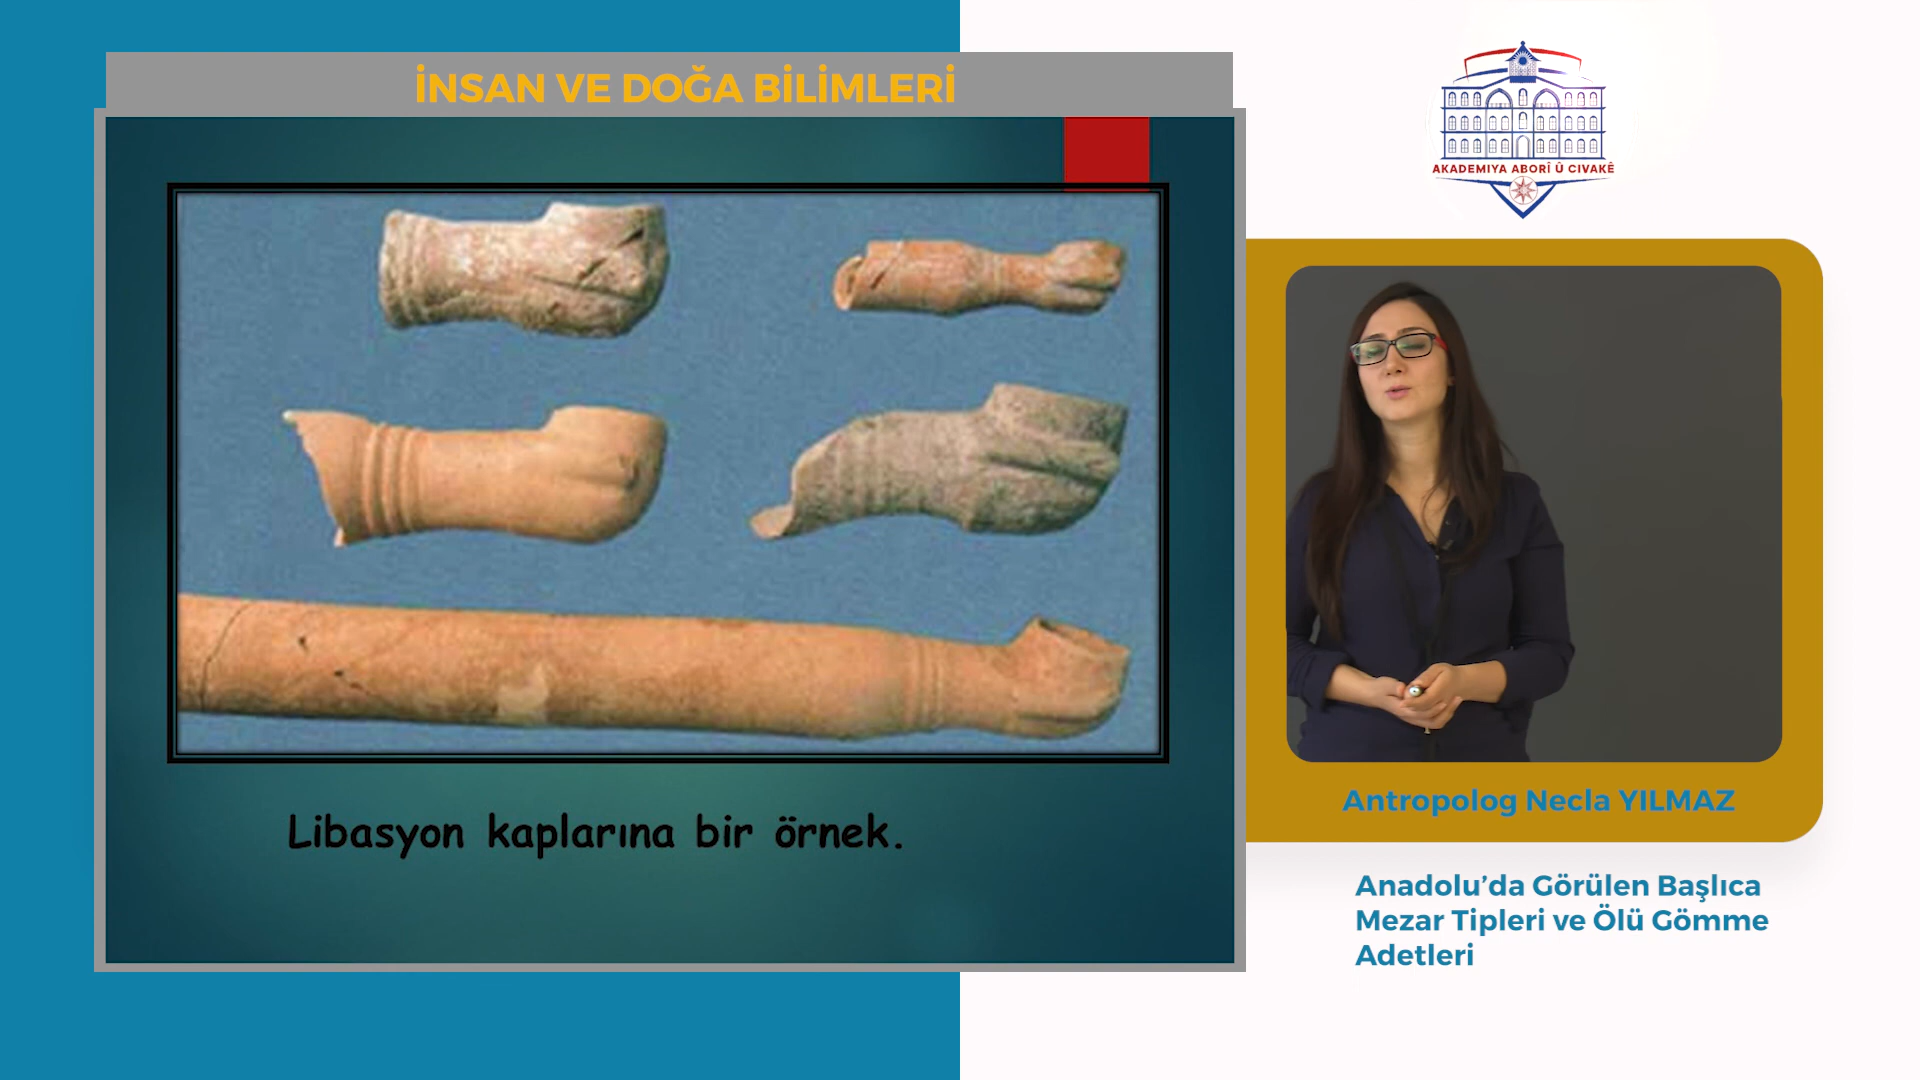 İNSAN VE DOĞA BİLİMLERİ
AKADEMIYA ABORÎ Û CIVAKÊ
Libasyon kaplarına bir örnek.
Antropolog Necla YILMAZ
Anadolu’da Görülen Başlıca
Mezar Tipleri ve Ölü Gömme
Adetleri